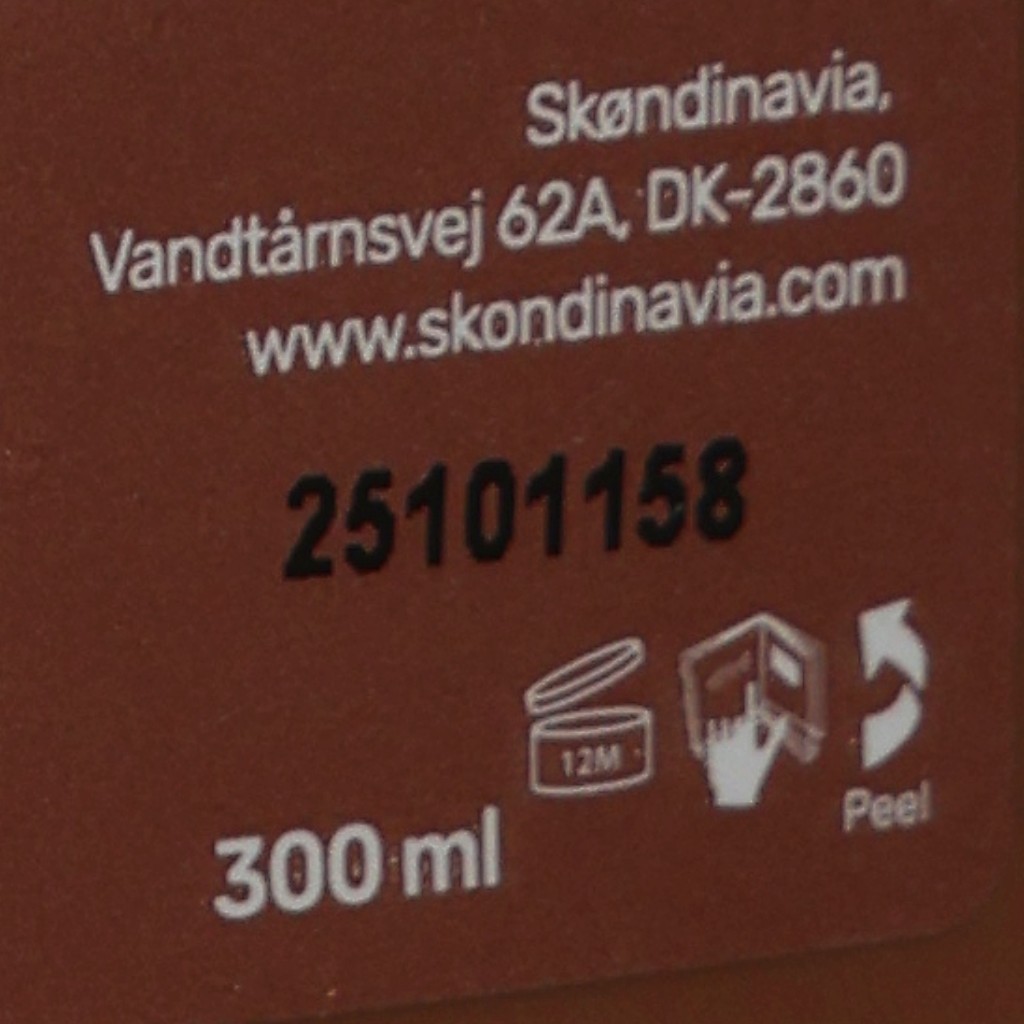 Skøndinavia,
Vandtårnsvej 62A, DK-2860
www.skondinavia.com
25101158
12M
Peel
300 ml